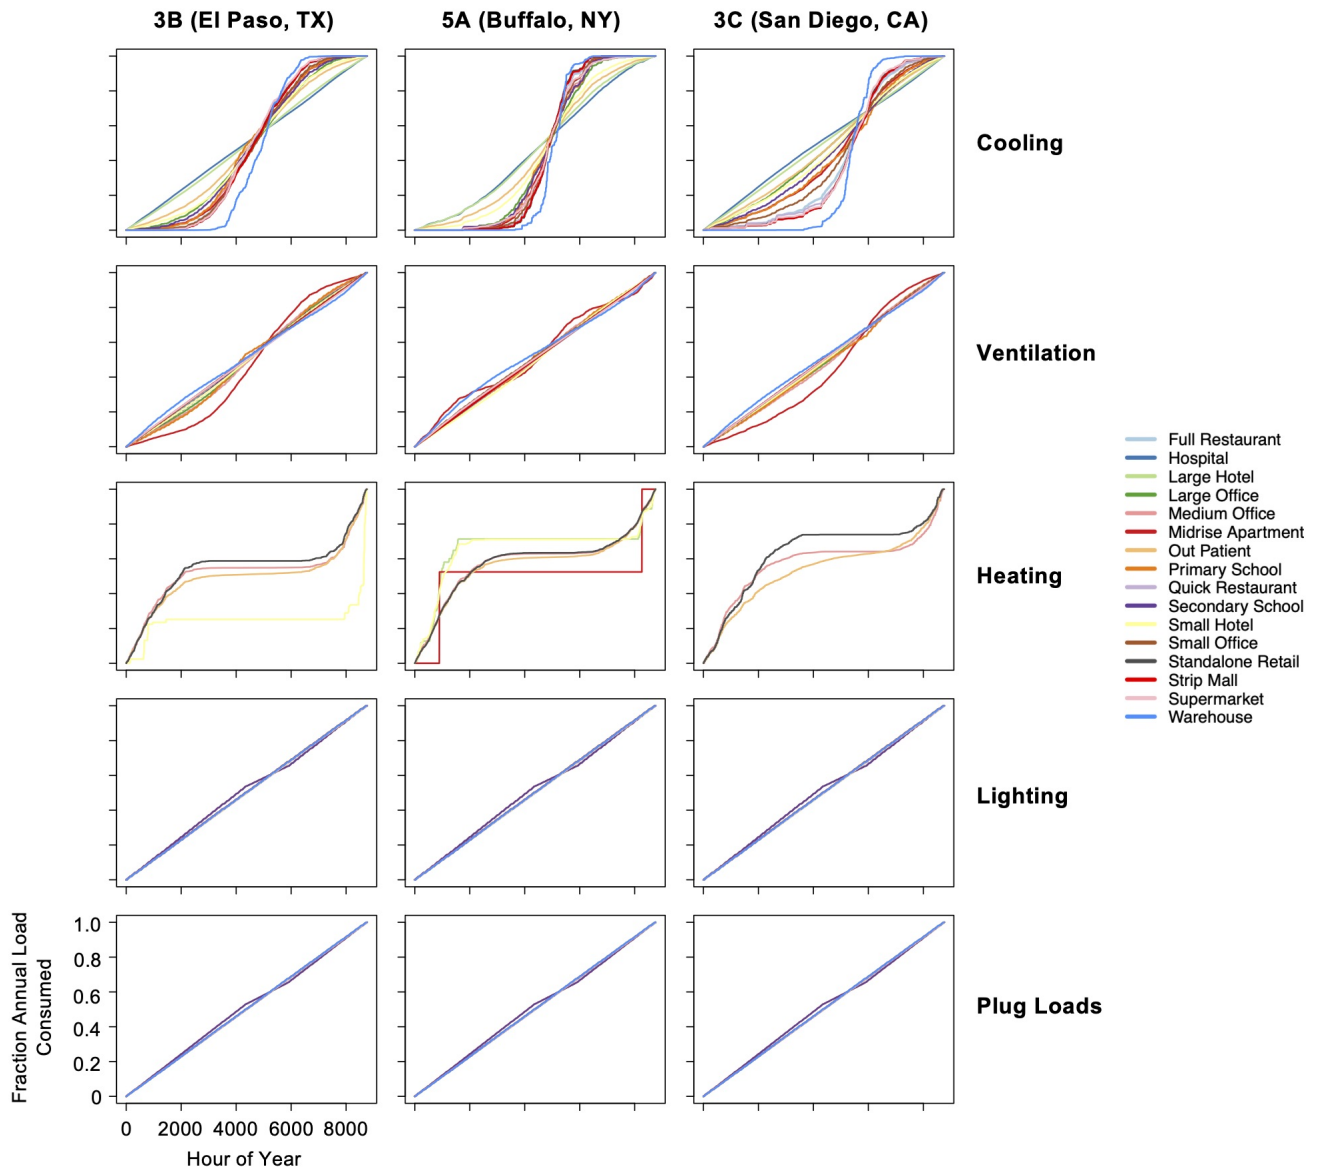 3B (El Paso, TX)
5A (Buffalo, NY)
3C (San Diego, CA)
Cooling
Ventilation
Heating
Lighting
Plug Loads
Full Restaurant
Hospital
Large Hotel
Large Office
Medium Office
Midrise Apartment
Out Patient
Primary School
Quick Restaurant
Secondary School
Small Hotel
Small Office
Standalone Retail
Strip Mall
Supermarket
Warehouse
Fraction Annual Load
Consumed
1.0
0.8
0.6
0.4
0.2
0
0 2000 4000 6000 8000
Hour of Year